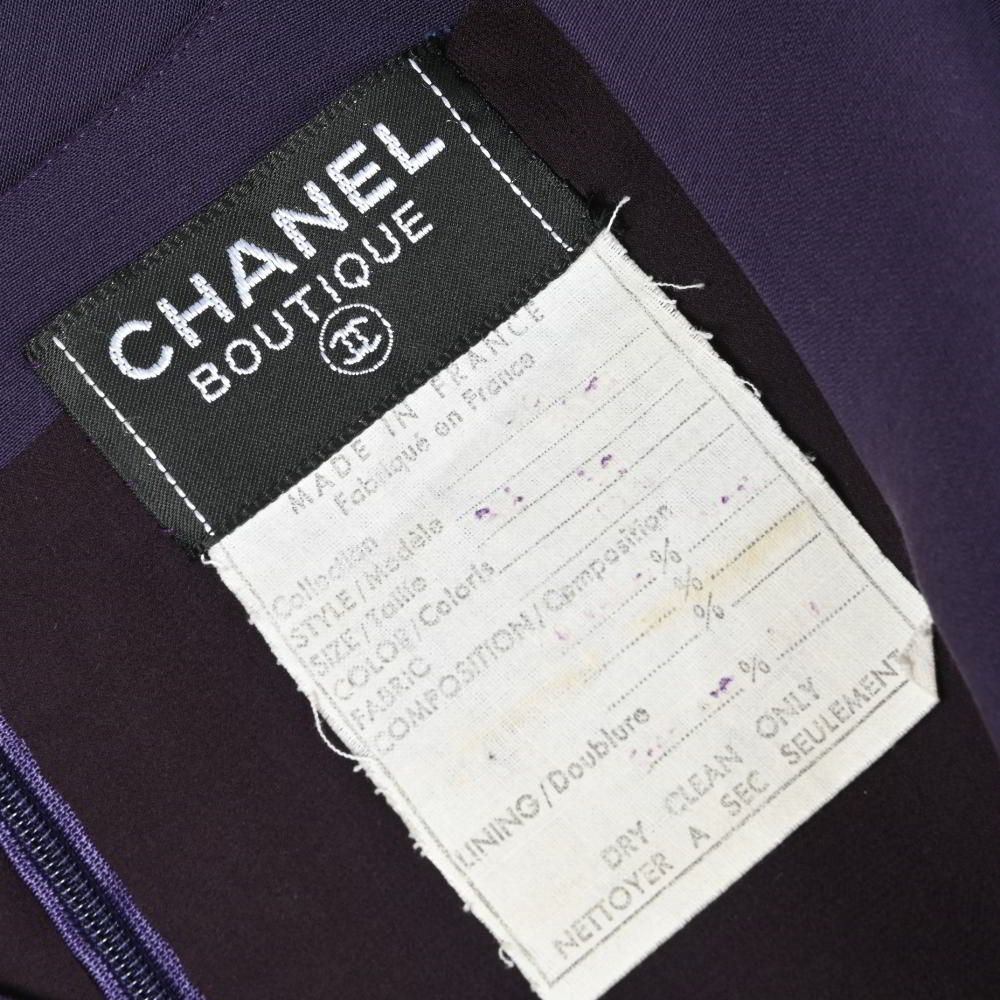 CHANEL
BOUTIQUE
MADE IN FRANCE
Fabriqué en France
Collection
STYLE/Modèle
SIZE/Taille
COLOR/Coloris
FABRIC
COMPOSITION/Composition
%
%
%
LINING/Doublure %
DRY CLEAN ONLY
NETTOYER A SEC SEULEMENT